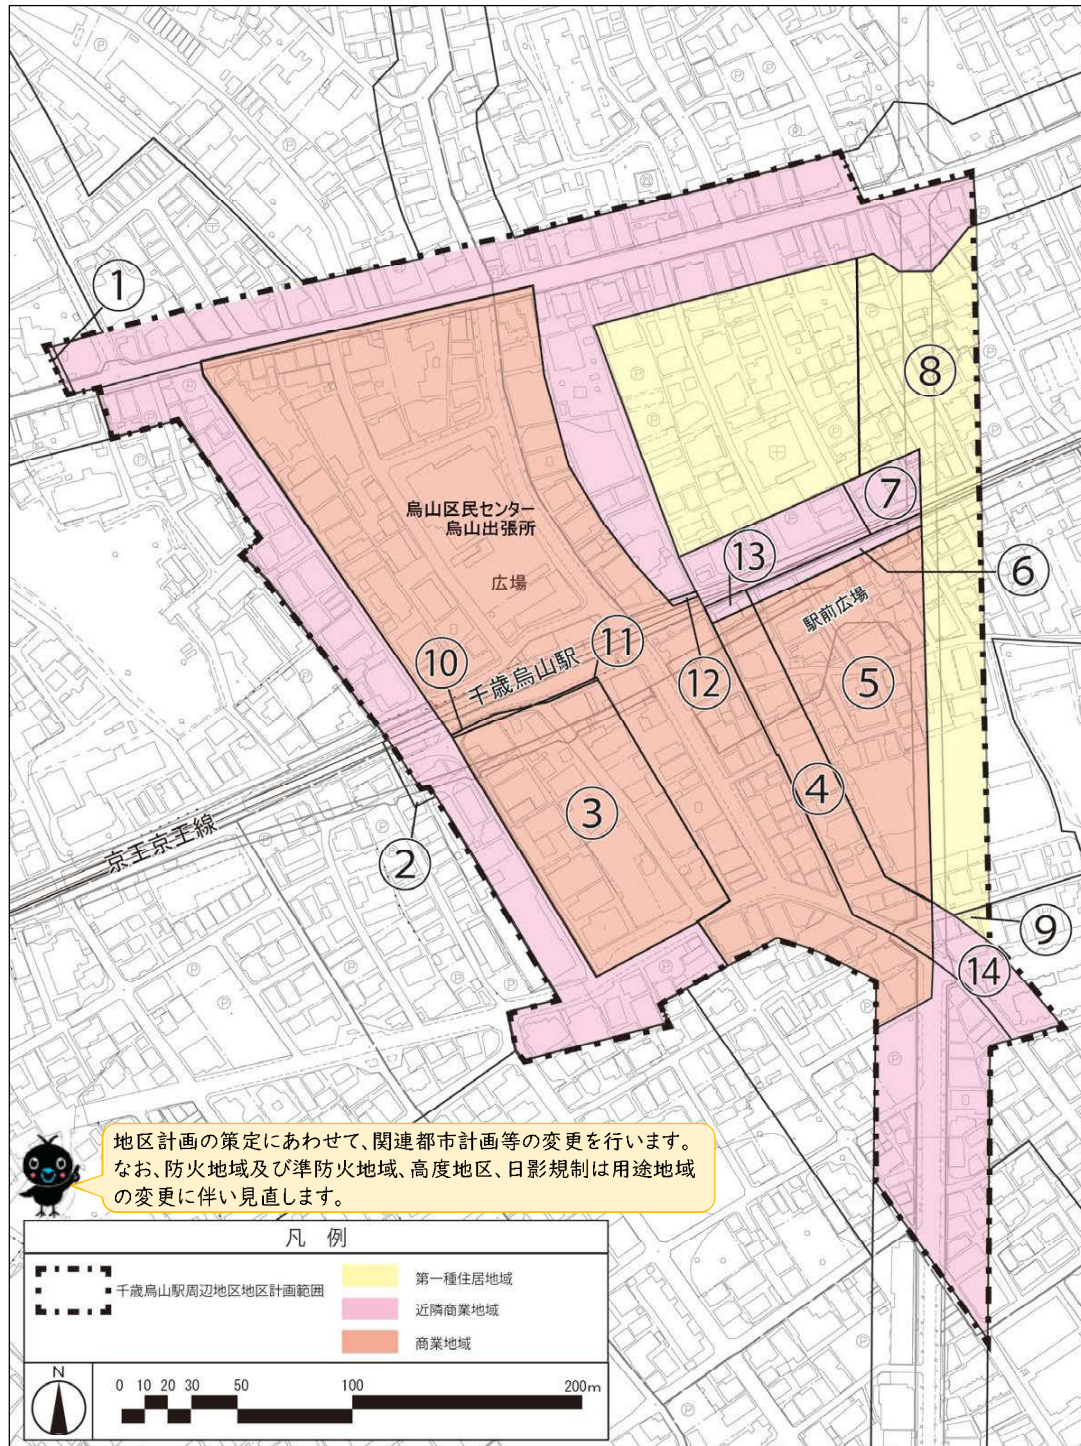 ①
⑧
⑦
烏山区民センター
烏山出張所
⑬
⑥
広場
駅前広場
⑪
⑩
千歳烏山駅
⑫
⑤
④
③
京王京王線
②
⑨
⑭
地区計画の策定にあわせて、関連都市計画等の変更を行います。
なお、防火地域及び準防火地域、高度地区、日影規制は用途地域
の変更に伴い見直します。
凡 例
千歳烏山駅周辺地区地区計画範囲
第一種住居地域
近隣商業地域
商業地域
N
0 10 20 30 50 100 200m